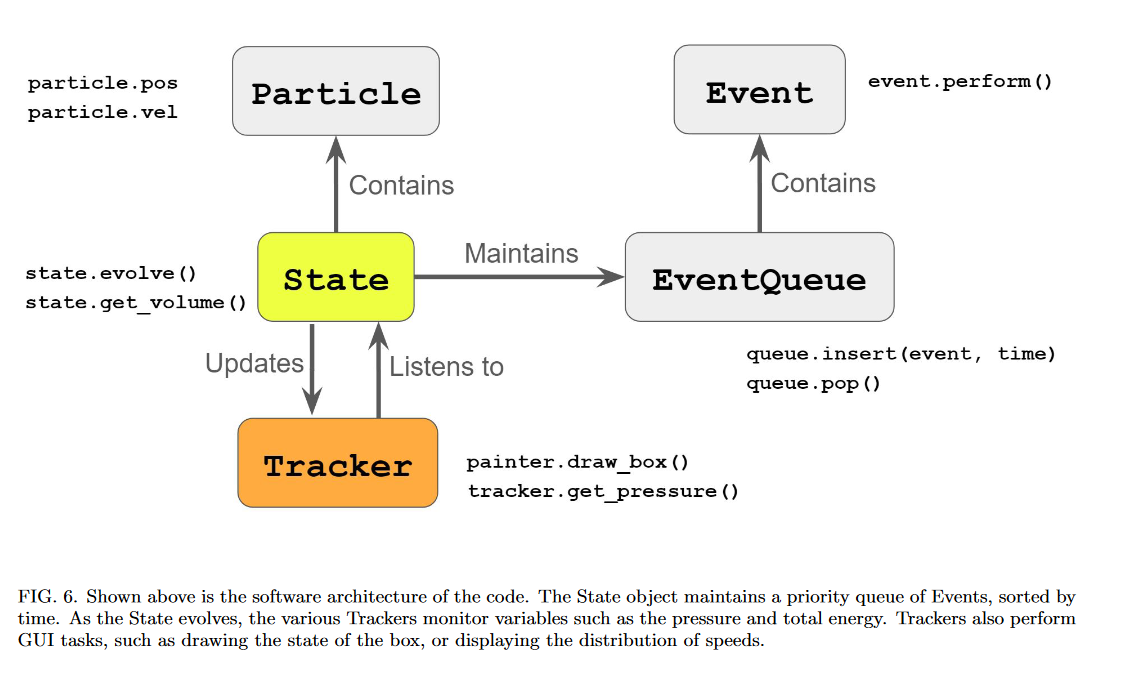 particle.pos
particle.vel
Particle
Event
event.perform()
Contains
Contains
state.evolve()
state.get_volume()
State
Maintains
EventQueue
queue.insert(event, time)
queue.pop()
Updates
Listens to
Tracker
painter.draw_box()
tracker.get_pressure()
FIG. 6. Shown above is the software architecture of the code. The State object maintains a priority queue of Events, sorted by
time. As the State evolves, the various Trackers monitor variables such as the pressure and total energy. Trackers also perform
GUI tasks, such as drawing the state of the box, or displaying the distribution of speeds.